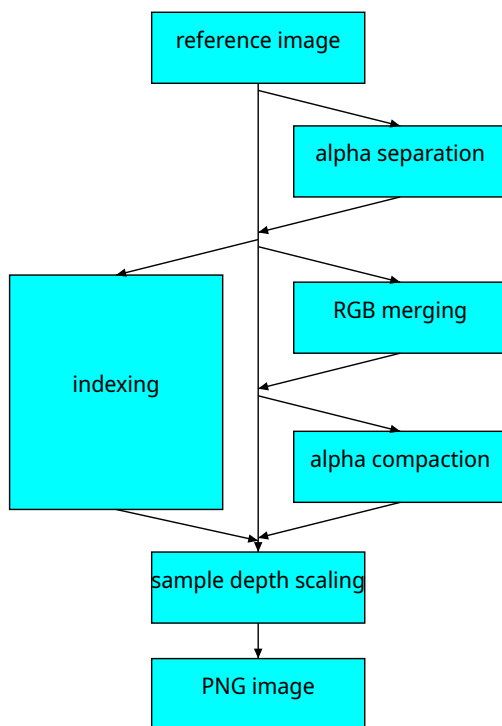 reference image
alpha separation
RGB merging
indexing
alpha compaction
sample depth scaling
PNG image